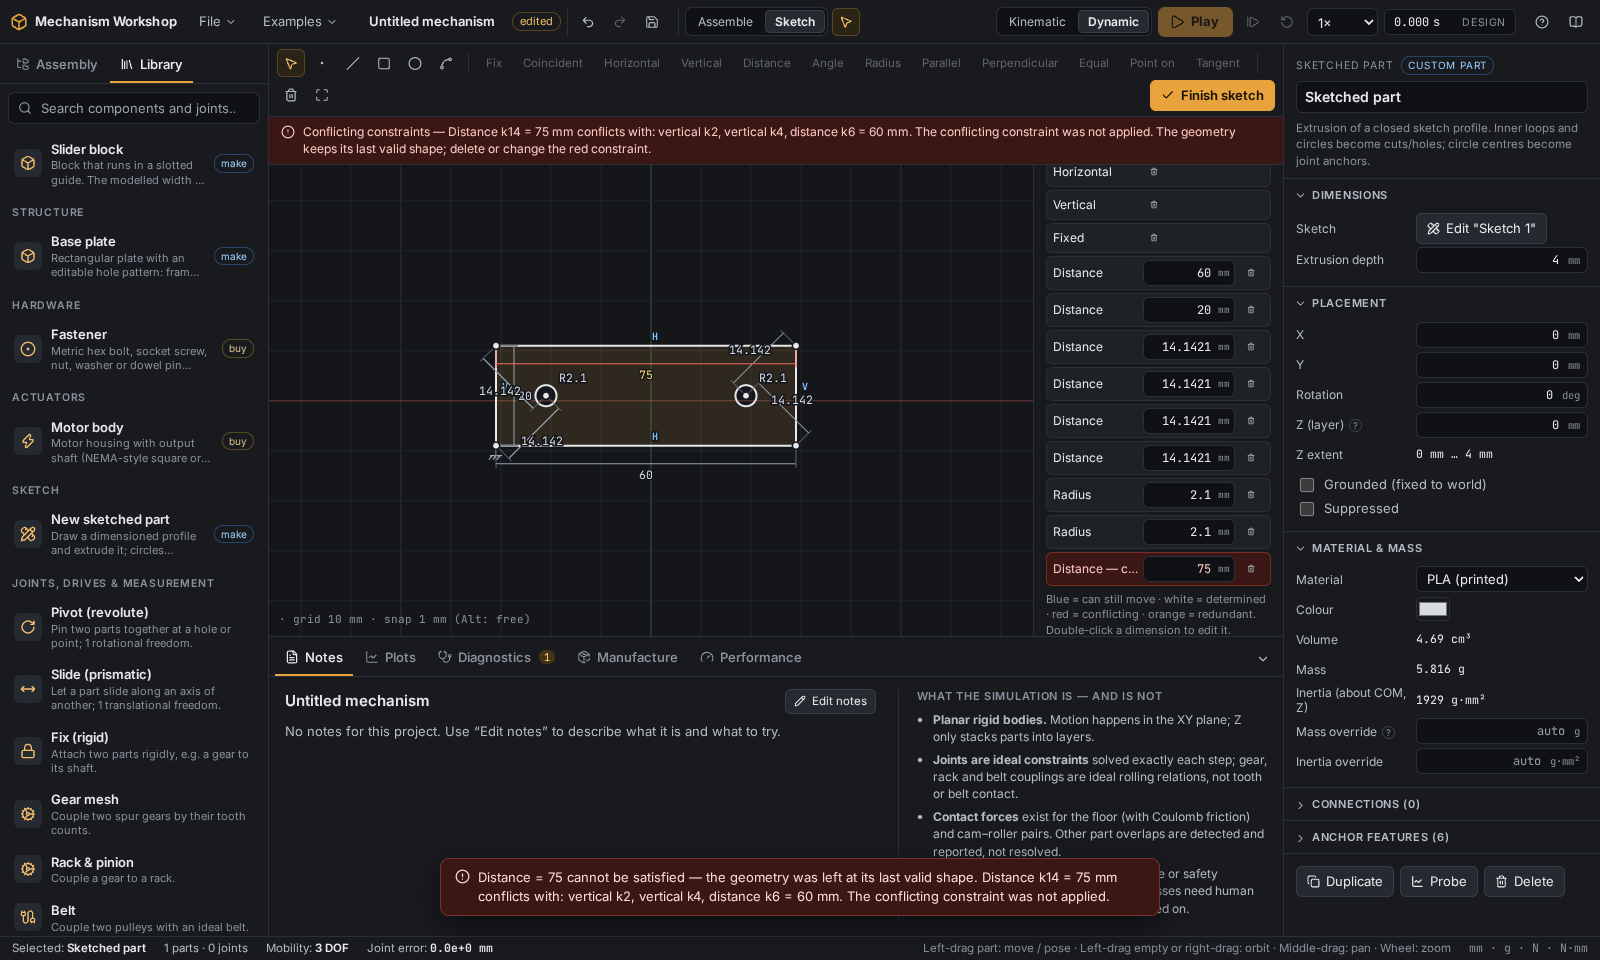 Mechanism Workshop
File
Examples
Untitled mechanism
edited
Assemble
Sketch
Kinematic
Dynamic
Play
1×
0.000 s
DESIGN
Assembly
Library
Fix
Coincident
Horizontal
Vertical
Distance
Angle
Radius
Parallel
Perpendicular
Equal
Point on
Tangent
Finish sketch
Search components and joints..
Slider block
Block that runs in a slotted
guide. The modelled width ...
make
STRUCTURE
Base plate
Rectangular plate with an
editable hole pattern: fram...
make
HARDWARE
Fastener
Metric hex bolt, socket screw,
nut, washer or dowel pin...
buy
ACTUATORS
Motor body
Motor housing with output
shaft (NEMA-style square or...
buy
SKETCH
New sketched part
Draw a dimensioned
profile and extrude it; circles...
make
JOINTS, DRIVES & MEASUREMENT
Pivot (revolute)
Pin two parts together at a hole or
point; 1 rotational freedom.
Slide (prismatic)
Let a part slide along an axis of
another; 1 translational freedom.
Fix (rigid)
Attach two parts rigidly, e.g. a gear to
its shaft.
Gear mesh
Couple two spur gears by their tooth
counts.
Rack & pinion
Couple a gear to a rack.
Belt
Couple two pulleys with an ideal belt.
Conflicting constraints — Distance k14 = 75 mm conflicts with: vertical k2, vertical k4, distance k6 = 60 mm. The conflicting constraint was not applied. The geometry
keeps its last valid shape; delete or change the red constraint.
H
14.142
75
R2.1
R2.1
V
14.142
20
14.142
H
14.142
60
· grid 10 mm · snap 1 mm (Alt: free)
Horizontal
Vertical
Fixed
Distance 60 mm
Distance 20 mm
Distance 14.1421 mm
Distance 14.1421 mm
Distance 14.1421 mm
Distance 14.1421 mm
Radius 2.1 mm
Radius 2.1 mm
Distance — c... 75 mm
Blue = can still move · white = determined
· red = conflicting · orange = redundant.
Double-click a dimension to edit it.
Notes
Plots
Diagnostics 1
Manufacture
Performance
Untitled mechanism
Edit notes
No notes for this project. Use “Edit notes” to describe what it is and what to try.
WHAT THE SIMULATION IS — AND IS NOT
• Planar rigid bodies. Motion happens in the XY plane; Z
only stacks parts into layers.
• Joints are ideal constraints solved exactly each step; gear,
rack and belt couplings are ideal rolling relations, not tooth
or belt contact.
• Contact forces exist for the floor (with Coulomb friction)
and cam–roller pairs. Other part overlaps are detected and
reported, not resolved.
e or safety
sses need human
ed on.
Distance = 75 cannot be satisfied — the geometry was left at its last valid shape. Distance k14 = 75 mm
conflicts with: vertical k2, vertical k4, distance k6 = 60 mm. The conflicting constraint was not applied.
SKETCHED PART
CUSTOM PART
Sketched part
Extrusion of a closed sketch profile. Inner loops and
circles become cuts/holes; circle centres become
joint anchors.
DIMENSIONS
Sketch
Edit "Sketch 1"
Extrusion depth 4 mm
PLACEMENT
X 0 mm
Y 0 mm
Rotation 0 deg
Z (layer) ? 0 mm
Z extent 0 mm … 4 mm
Grounded (fixed to world)
Suppressed
MATERIAL & MASS
Material PLA (printed)
Colour
Volume 4.69 cm³
Mass 5.816 g
Inertia (about COM,
Z) 1929 g·mm²
Mass override ? auto g
Inertia override auto g·mm²
CONNECTIONS (0)
ANCHOR FEATURES (6)
Duplicate
Probe
Delete
Selected: Sketched part
1 parts · 0 joints
Mobility: 3 DOF
Joint error: 0.0e+0 mm
Left-drag part: move / pose · Left-drag empty or right-drag: orbit · Middle-drag: pan · Wheel: zoom
mm · g · N · N·mm